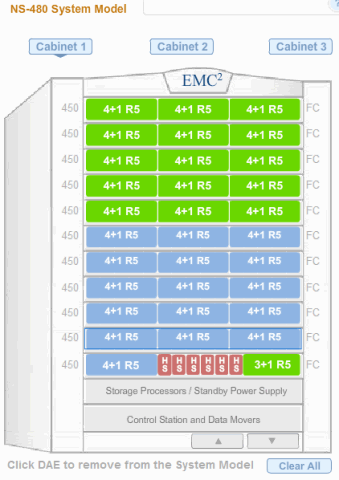 NS-480 System Model
?
Cabinet 1 Cabinet 2 Cabinet 3
EMC²
450 4+1 R5 4+1 R5 4+1 R5 FC
450 4+1 R5 4+1 R5 4+1 R5 FC
450 4+1 R5 4+1 R5 4+1 R5 FC
450 4+1 R5 4+1 R5 4+1 R5 FC
450 4+1 R5 4+1 R5 4+1 R5 FC
450 4+1 R5 4+1 R5 4+1 R5 FC
450 4+1 R5 4+1 R5 4+1 R5 FC
450 4+1 R5 4+1 R5 4+1 R5 FC
450 4+1 R5 4+1 R5 4+1 R5 FC
450 4+1 R5 4+1 R5 4+1 R5 FC
450 4+1 R5 HS HS HS HS HS HS 3+1 R5 FC
Storage Processors / Standby Power Supply
Control Station and Data Movers
Click DAE to remove from the System Model Clear All